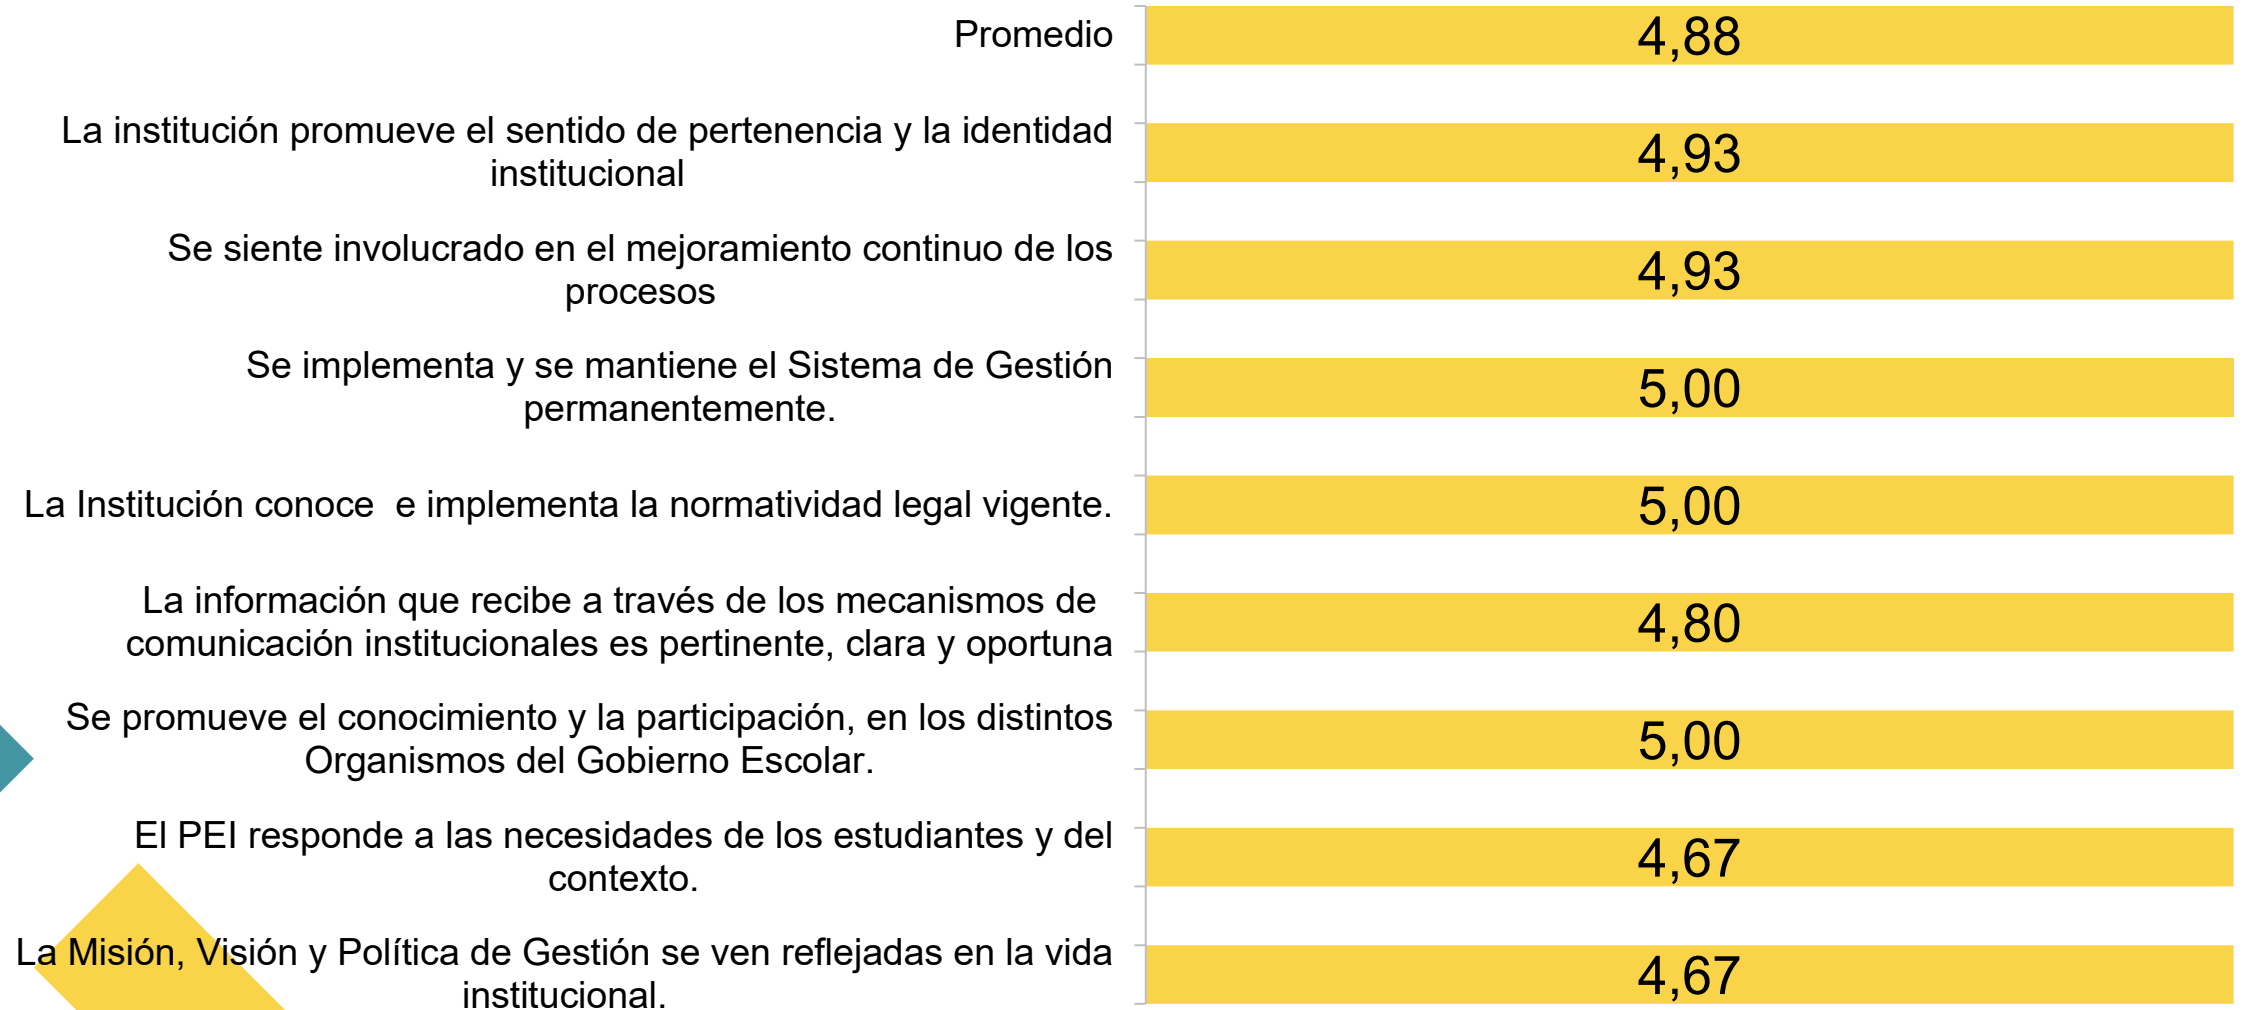 Promedio
4,88
La institución promueve el sentido de pertenencia y la identidad
institucional
4,93
Se siente involucrado en el mejoramiento continuo de los
procesos
4,93
Se implementa y se mantiene el Sistema de Gestión
permanentemente.
5,00
La Institución conoce  e implementa la normatividad legal vigente.
5,00
La información que recibe a través de los mecanismos de
comunicación institucionales es pertinente, clara y oportuna
4,80
Se promueve el conocimiento y la participación, en los distintos
Organismos del Gobierno Escolar.
5,00
El PEI responde a las necesidades de los estudiantes y del
contexto.
4,67
La Misión, Visión y Política de Gestión se ven reflejadas en la vida
institucional.
4,67